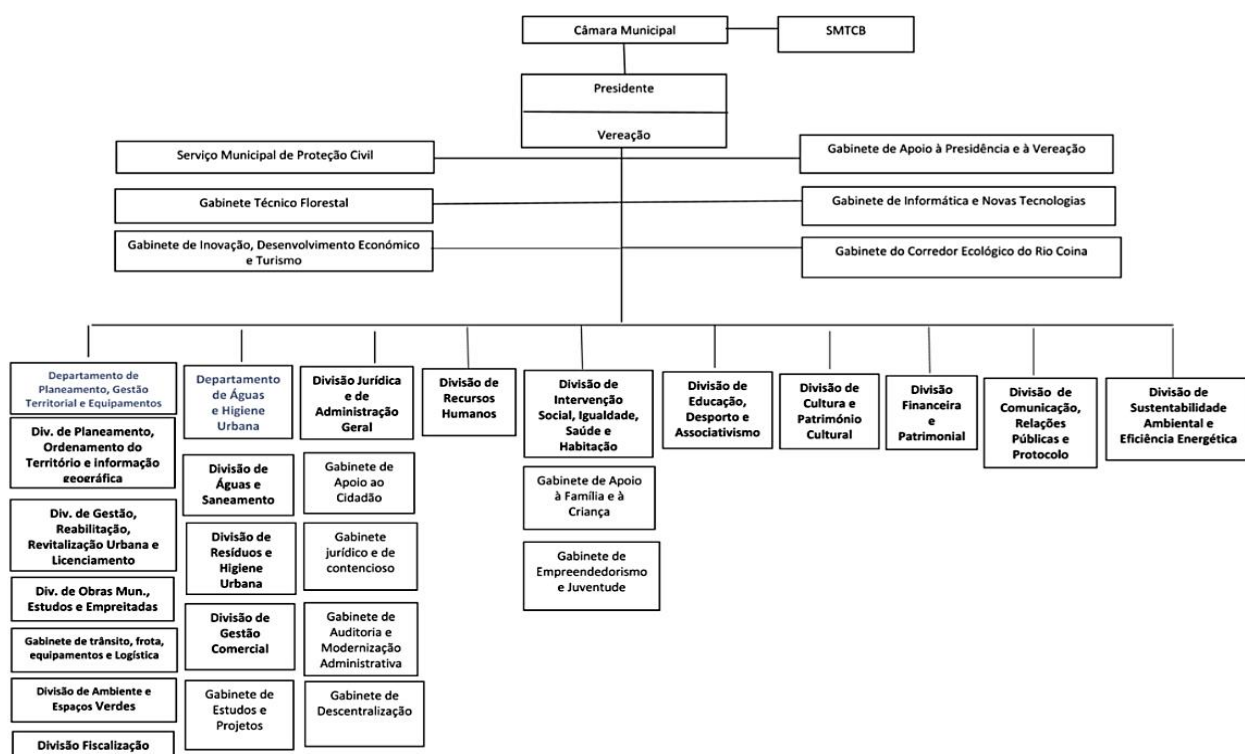 Câmara Municipal
SMTCB
Presidente
Vereação
Serviço Municipal de Proteção Civil
Gabinete de Apoio à Presidência e à Vereação
Gabinete Técnico Florestal
Gabinete de Informática e Novas Tecnologias
Gabinete de Inovação, Desenvolvimento Económico
e Turismo
Gabinete do Corredor Ecológico do Rio Coina
Departamento de
Planeamento, Gestão
Territorial e Equipamentos
Div. de Planeamento,
Ordenamento do
Território e informação
geográfica
Div. de Gestão,
Reabilitação,
Revitalização Urbana e
Licenciamento
Div. de Obras Mun.,
Estudos e Empreitadas
Gabinete de trânsito, frota,
equipamentos e Logística
Divisão de Ambiente e
Espaços Verdes
Divisão Fiscalização
Departamento
de Águas
e Higiene
Urbana
Divisão de
Águas e
Saneamento
Divisão de
Resíduos e
Higiene
Urbana
Divisão de
Gestão
Comercial
Gabinete de
Estudos e
Projetos
Divisão Jurídica
e de
Administração
Geral
Gabinete de
Apoio ao
Cidadão
Gabinete
jurídico e de
contencioso
Gabinete de
Auditoria e
Modernização
Administrativa
Gabinete de
Descentralização
Divisão de
Recursos
Humanos
Divisão de
Intervenção
Social, Igualdade,
Saúde e
Habitação
Gabinete de Apoio
à Família e à
Criança
Gabinete de
Empreendedorismo
e Juventude
Divisão de
Educação,
Desporto e
Associativismo
Divisão de
Cultura e
Património
Cultural
Divisão
Financeira
e
Patrimonial
Divisão de
Comunicação,
Relações
Públicas e
Protocolo
Divisão de
Sustentabilidade
Ambiental e
Eficiência Energética